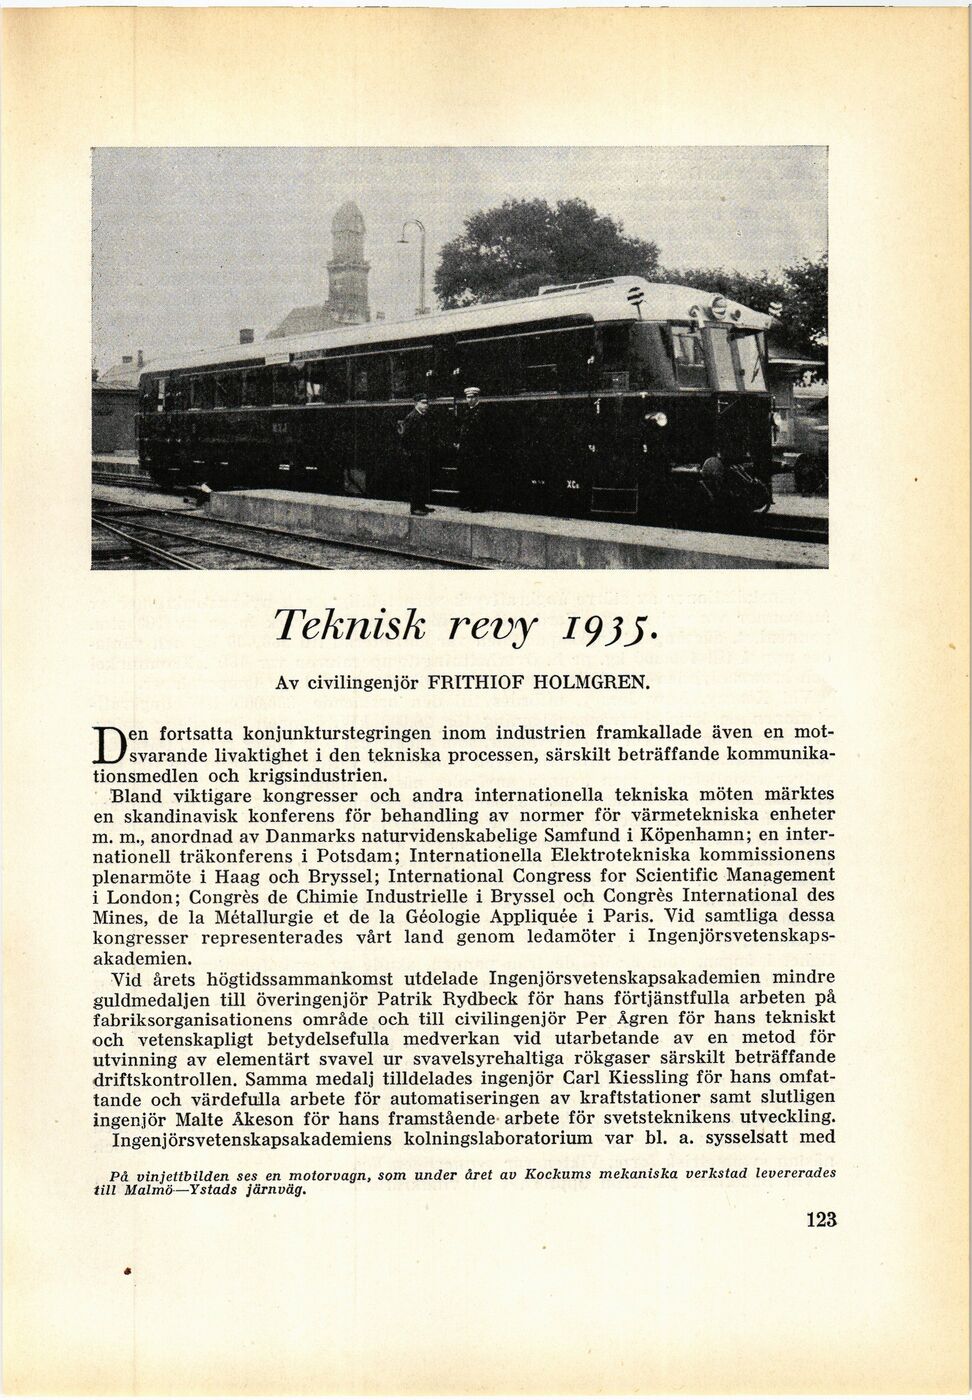 XCs
Teknisk revy 1935.
Av civilingenjör FRITHIOF HOLMGREN.
Den fortsatta konjunkturstegringen inom industrien framkallade även en mot-
svarande livaktighet i den tekniska processen, särskilt beträffande kommunika-
tionsmedlen och krigsindustrien.
Bland viktigare kongresser och andra internationella tekniska möten märktes
en skandinavisk konferens för behandling av normer för värmetekniska enheter
m. m., anordnad av Danmarks naturvidenskabelige Samfund i Köpenhamn; en inter-
nationell träkonferens i Potsdam; Internationella Elektrotekniska kommissionens
plenarmöte i Haag och Bryssel; International Congress for Scientific Management
i London; Congrès de Chimie Industrielle i Bryssel och Congrès International des
Mines, de la Métallurgie et de la Géologie Appliquée i Paris. Vid samtliga dessa
kongresser representerades vårt land genom ledamöter i Ingenjörsvetenskaps-
akademien.
Vid årets högtidssammankomst utdelade Ingenjörsvetenskapsakademien mindre
guldmedaljen till överingenjör Patrik Rydbeck för hans förtjänstfulla arbeten på
fabriksorganisationens område och till civilingenjör Per Ågren för hans tekniskt
och vetenskapligt betydelsefulla medverkan vid utarbetande av en metod för
utvinning av elementärt svavel ur svavelsyrehaltiga rökgaser särskilt beträffande
driftskontrollen. Samma medalj tilldelades ingenjör Carl Kiessling för hans omfat-
tande och värdefulla arbete för automatiseringen av kraftstationer samt slutligen
ingenjör Malte Åkeson för hans framstående arbete för svetsteknikens utveckling.
Ingenjörsvetenskapsakademiens kolningslaboratorium var bl. a. sysselsatt med
På vinjettbilden ses en motorvagn, som under året av Kockums mekaniska verkstad levererades
till Malmö—Ystads järnväg.
123